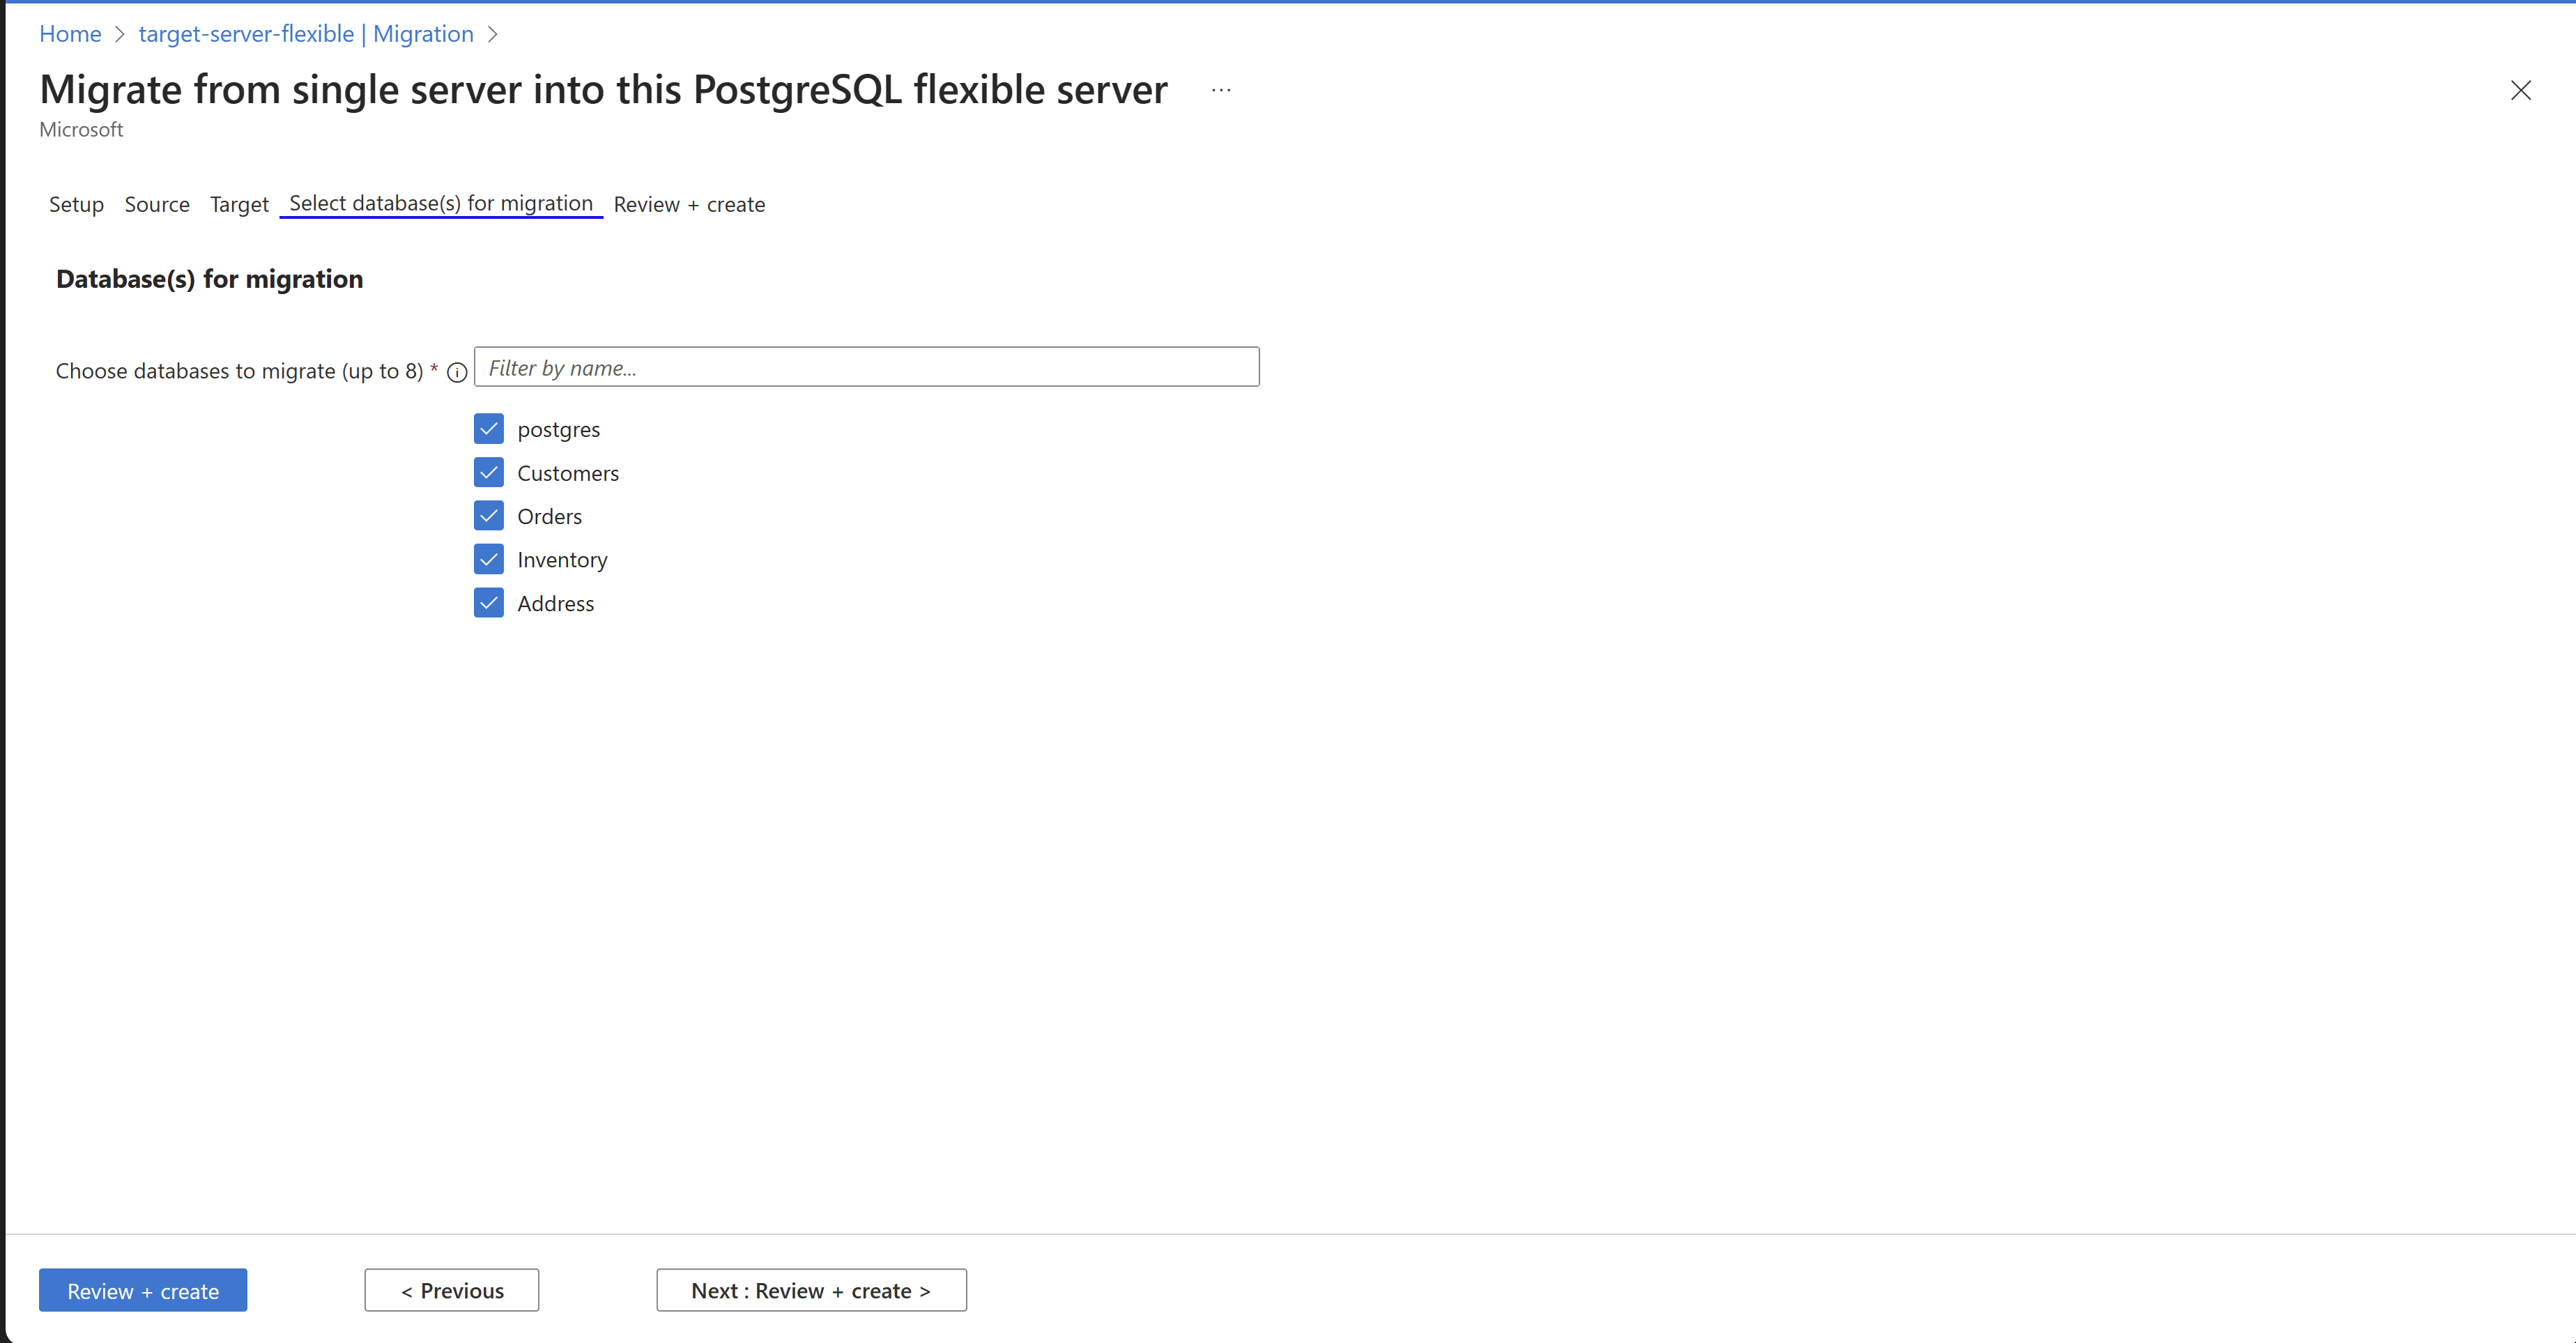 Home > target-server-flexible | Migration >
Migrate from single server into this PostgreSQL flexible server ...
Microsoft
Setup Source Target Select database(s) for migration Review + create
Database(s) for migration
Choose databases to migrate (up to 8) * Filter by name...
postgres
Customers
Orders
Inventory
Address
Review + create < Previous Next : Review + create >